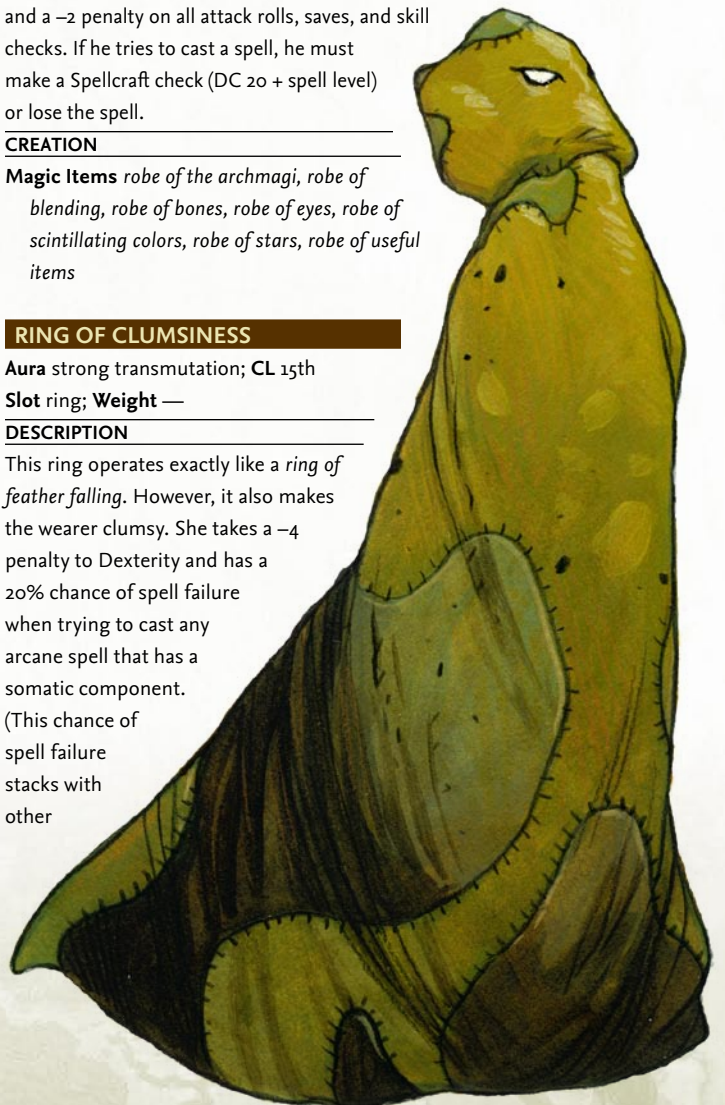 and a –2 penalty on all attack rolls, saves, and skill
checks. If he tries to cast a spell, he must
make a Spellcraft check (DC 20 + spell level)
or lose the spell.
CREATION
Magic Items robe of the archmagi, robe of
blending, robe of bones, robe of eyes, robe of
scintillating colors, robe of stars, robe of useful
items
RING OF CLUMSINESS
Aura strong transmutation; CL 15th
Slot ring; Weight —
DESCRIPTION
This ring operates exactly like a ring of
feather falling. However, it also makes
the wearer clumsy. She takes a –4
penalty to Dexterity and has a
20% chance of spell failure
when trying to cast any
arcane spell that has a
somatic component.
(This chance of
spell failure
stacks with
other